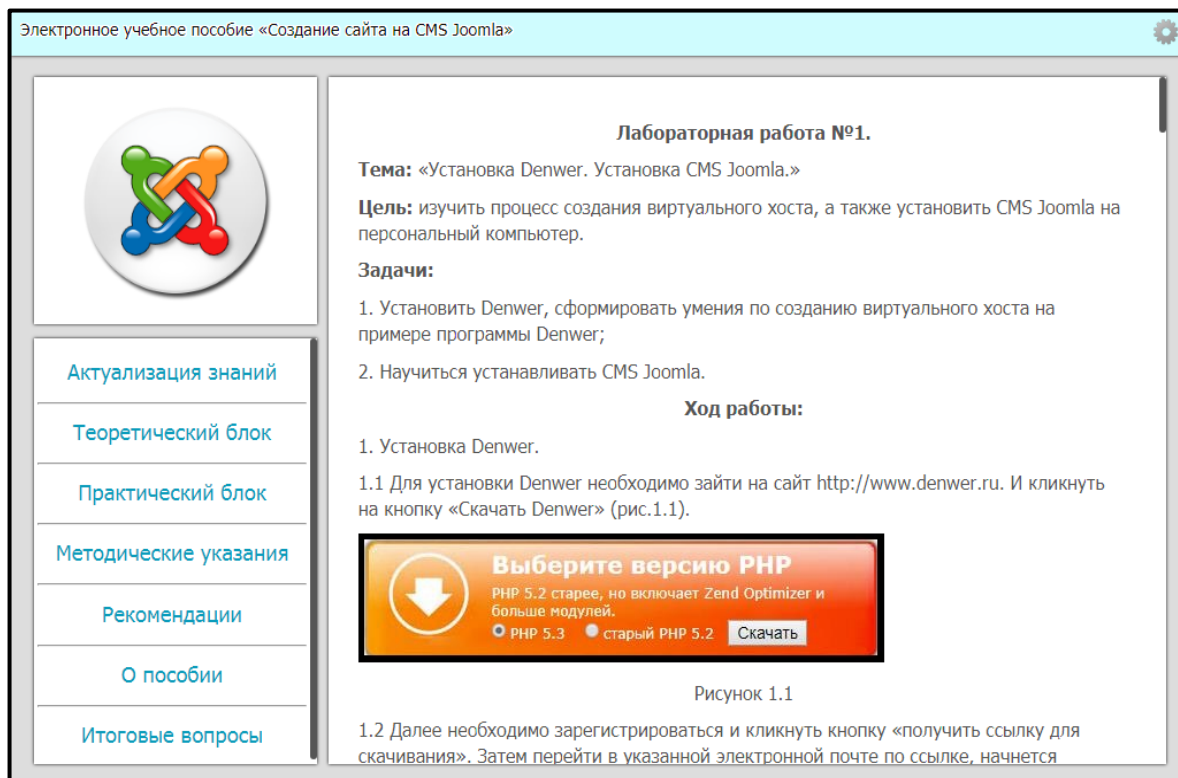 Электронное учебное пособие «Создание сайта на CMS Joomla»
Актуализация знаний
Теоретический блок
Практический блок
Методические указания
Рекомендации
О пособии
Итоговые вопросы
Лабораторная работа №1.
Тема: «Установка Denwer. Установка CMS Joomla.»
Цель: изучить процесс создания виртуального хоста, а также установить CMS Joomla на
персональный компьютер.
Задачи:
1. Установить Denwer, сформировать умения по созданию виртуального хоста на
примере программы Denwer;
2. Научиться устанавливать CMS Joomla.
Ход работы:
1. Установка Denwer.
1.1 Для установки Denwer необходимо зайти на сайт http://www.denwer.ru. И кликнуть
на кнопку «Скачать Denwer» (рис.1.1).
Выберите версию PHP
PHP 5.2 старее, но включает Zend Optimizer и
больше модулей.
PHP 5.3 старый PHP 5.2 Скачать
Рисунок 1.1
1.2 Далее необходимо зарегистрироваться и кликнуть кнопку «получить ссылку для
скачивания». Затем перейти в указанной электронной почте по ссылке, начнется